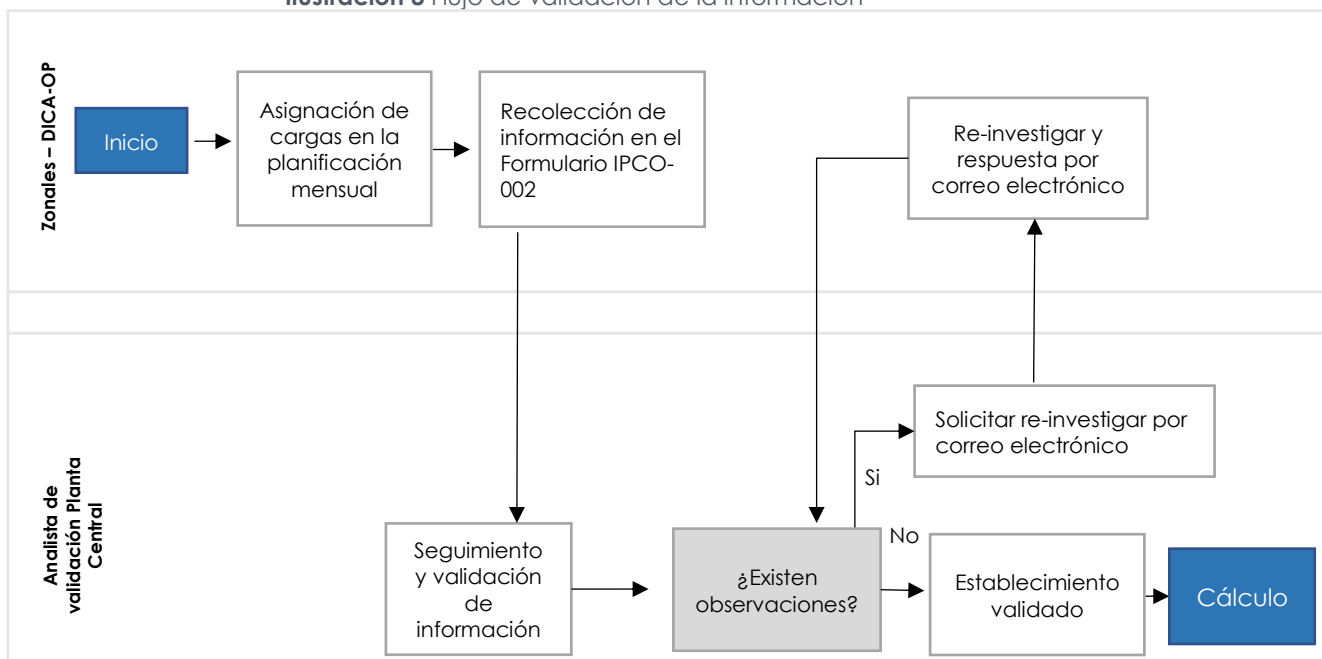 Flujo de validación de la información
Zonales – DICA-OP
Inicio
Asignación de
cargas en la
planificación
mensual
Recolección de
información en el
Formulario IPCO-
002
Re-investigar y
respuesta por
correo electrónico
Analista de
validación Planta
Central
Solicitar re-investigar por
correo electrónico
Si
No
Seguimiento
y validación
de
información
¿Existen
observaciones?
Establecimiento
validado
Cálculo